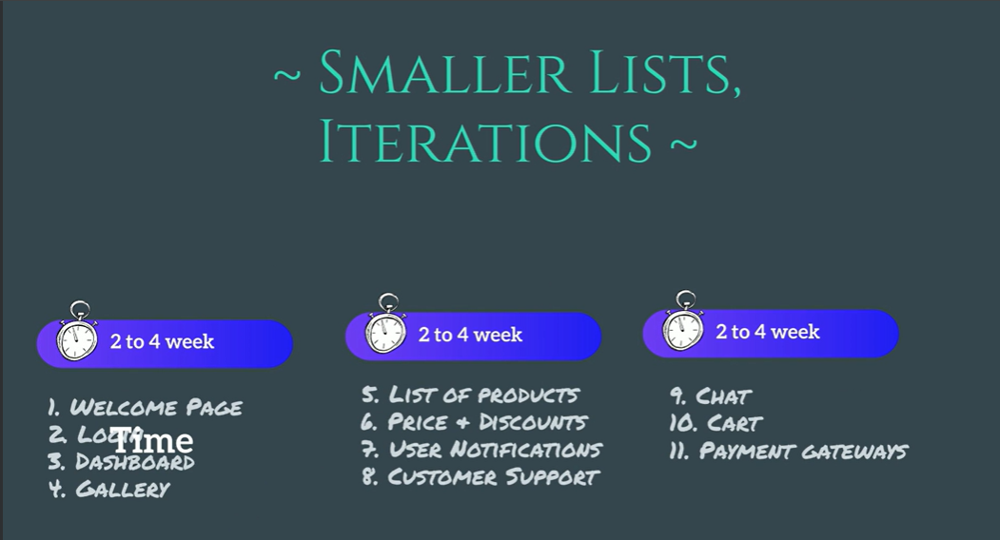 ~ Smaller Lists,
Iterations ~
2 to 4 week
1. Welcome Page
2. Login
Time
3. Dashboard
4. Gallery
2 to 4 week
5. List of products
6. Price + Discounts
7. User Notifications
8. Customer Support
2 to 4 week
9. Chat
10. Cart
11. Payment gateways